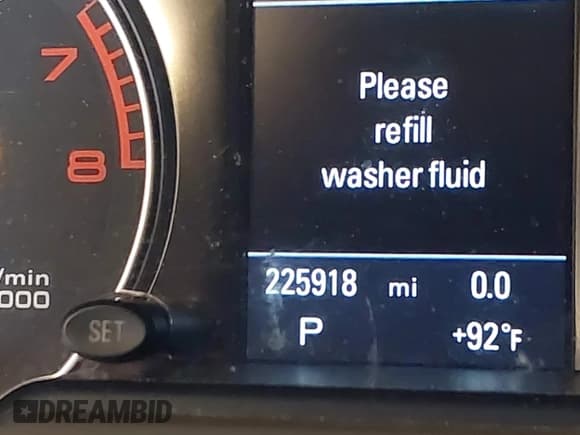 7
8
/min
000
SET
Please
refill
washer fluid
225918 mi 0.0
P +92°F
DREAMBID